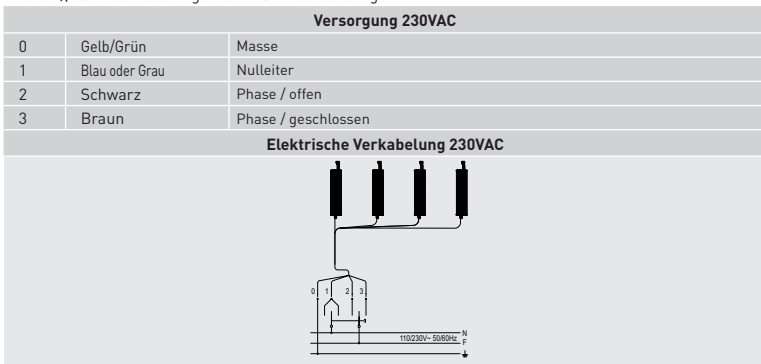 Versorgung 230VAC
0 Gelb/Grün Masse
1 Blau oder Grau Nulleiter
2 Schwarz Phase / offen
3 Braun Phase / geschlossen
Elektrische Verkabelung 230VAC
0 1 2 3
N
110/230V~ 50/60Hz
F